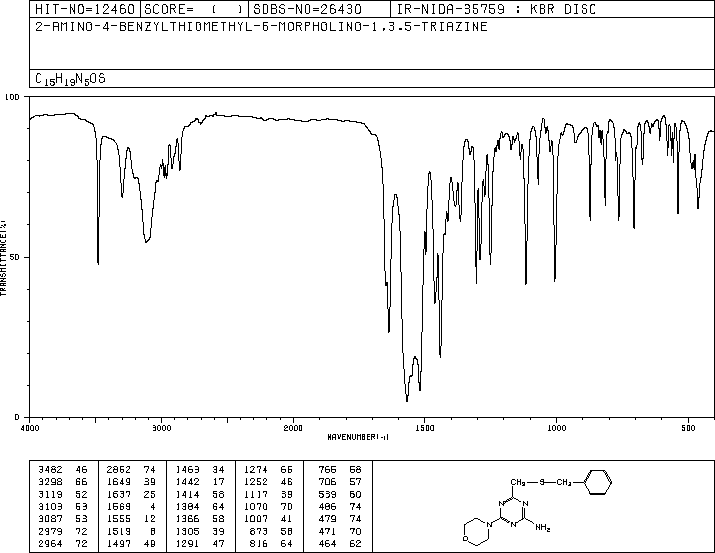 HIT-NO=12460 SCORE= ( ) SDBS-NO=26430 IR-NIDA-35759 : KBR DISC
2-AMINO-4-BENZYLTHIOMETHYL-6-MORPHOLINO-1,3,5-TRIAZINE
C15H19N5OS
100
TRANSMITTANCE(%)
50
0
4000 3000 2000 1500 1000 500
WAVENUMBER(-1)
3482 46 2862 74 1463 34 1274 66 766 58
3298 66 1649 39 1442 17 1252 46 706 57
3119 52 1637 25 1414 58 1117 39 539 60
3103 53 1569 4 1384 64 1070 70 486 74
3087 53 1555 12 1366 58 1007 41 479 74
2979 72 1519 8 1305 39 873 58 471 70
2964 72 1497 49 1291 47 816 64 464 62
CH2 S CH2
N N
N N NH2
O